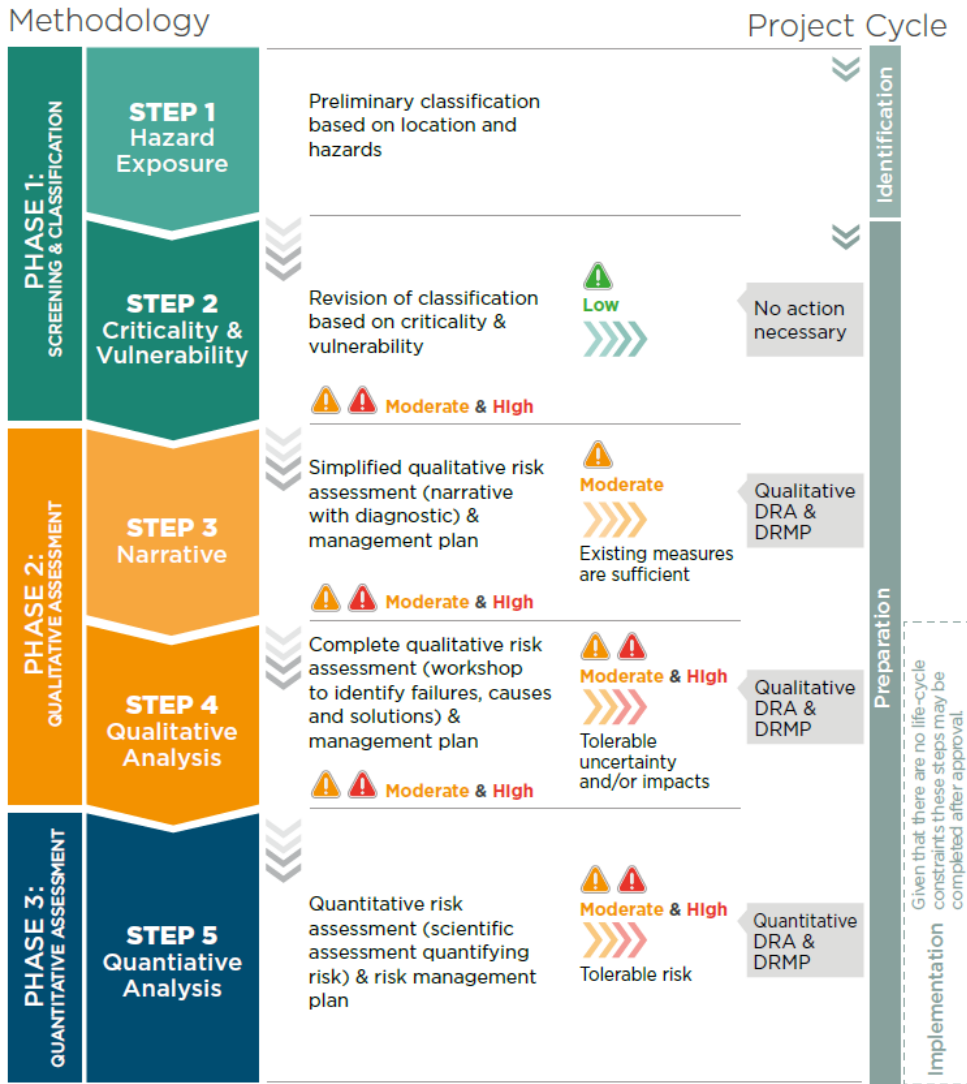 Methodology
Project Cycle
PHASE 1:
SCREENING & CLASSIFICATION
STEP 1
Hazard
Exposure
Preliminary classification
based on location and
hazards
Identification
STEP 2
Criticality &
Vulnerability
Revision of classification
based on criticality &
vulnerability
Low
No action
necessary
Moderate & HIgh
PHASE 2:
QUALITATIVE ASSESSMENT
STEP 3
Narrative
Simplified qualitative risk
assessment (narrative
with diagnostic) &
management plan
Moderate
Existing measures
are sufficient
Qualitative
DRA &
DRMP
Moderate & HIgh
Preparation
STEP 4
Qualitative
Analysis
Complete qualitative risk
assessment (workshop
to identify failures, causes
and solutions) &
management plan
Moderate & HIgh
Tolerable
uncertainty
and/or impacts
Qualitative
DRA &
DRMP
Moderate & HIgh
PHASE 3:
QUANTITATIVE ASSESSMENT
STEP 5
Quantiative
Analysis
Quantitative risk
assessment (scientific
assessment quantifying
risk) & risk management
plan
Moderate & HIgh
Tolerable risk
Quantitative
DRA &
DRMP
Implementation
Given that there are no life-cycle
constraints these steps may be
completed after approval.